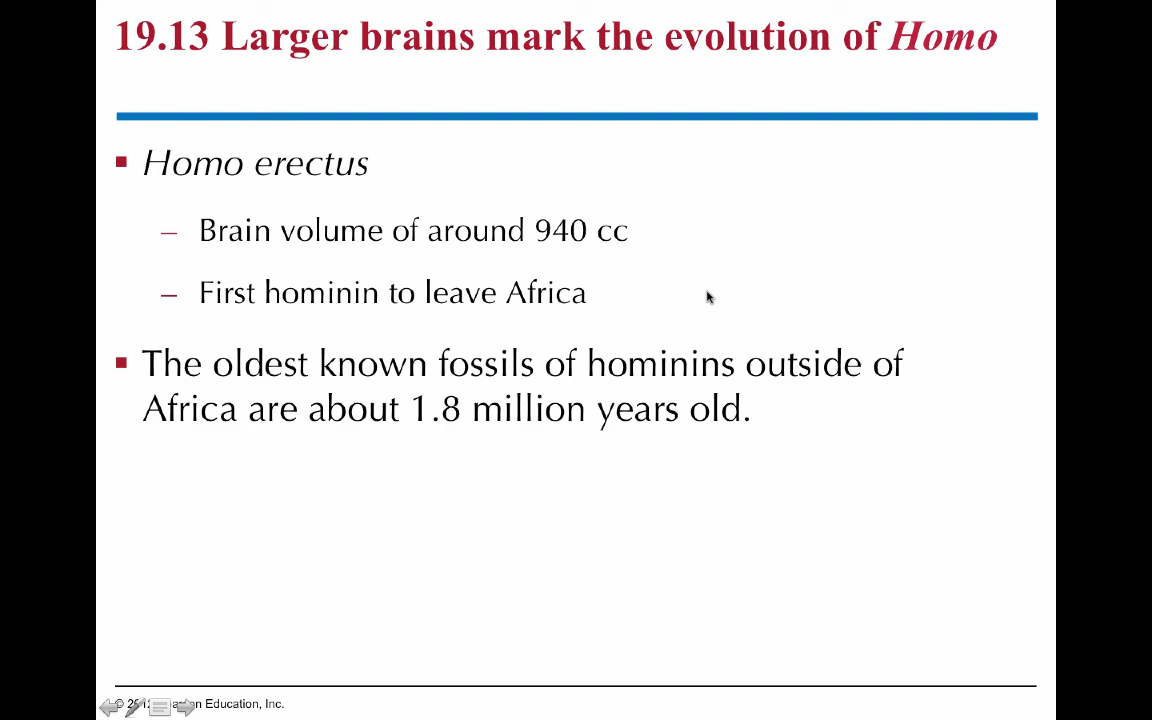 19.13 Larger brains mark the evolution of Homo
▪ Homo erectus
– Brain volume of around 940 cc
– First hominin to leave Africa
▪ The oldest known fossils of hominins outside of
Africa are about 1.8 million years old.
© Education, Inc.